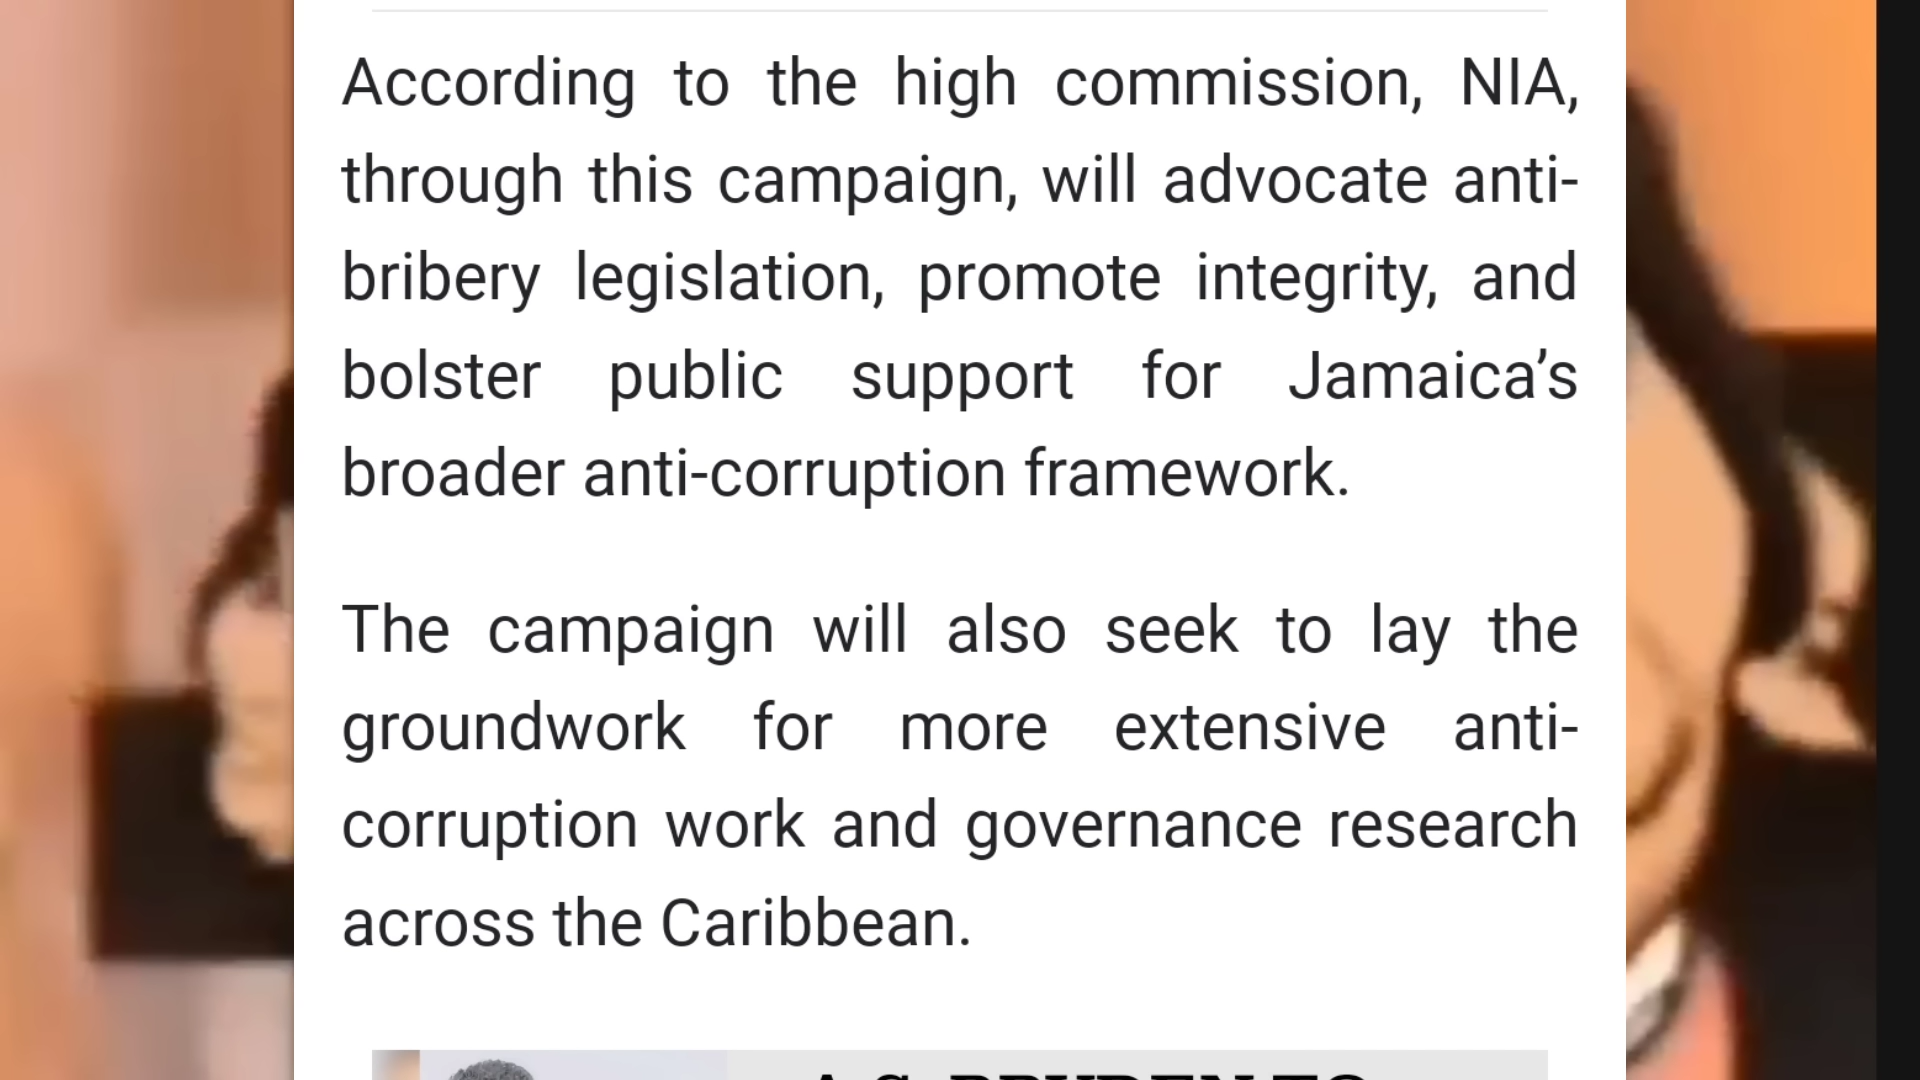 According to the high commission, NIA,
through this campaign, will advocate anti-
bribery legislation, promote integrity, and
bolster public support for Jamaica’s
broader anti-corruption framework.
The campaign will also seek to lay the
groundwork for more extensive anti-
corruption work and governance research
across the Caribbean.